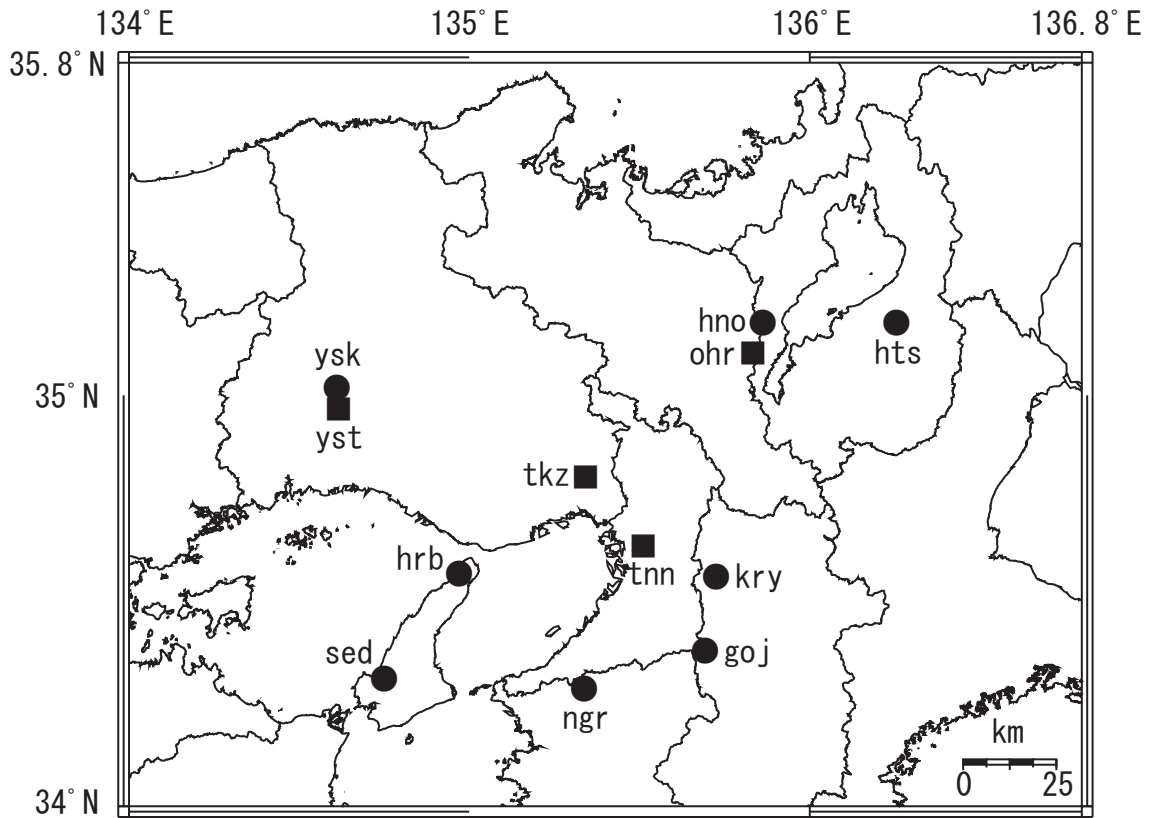 134°E 135°E 136°E 136.8°E
35.8°N
hno
ohr
hts
ysk
35°N
yst
tkz
hrb
tnn kry
sed
goj
ngr
km
0 25
34°N